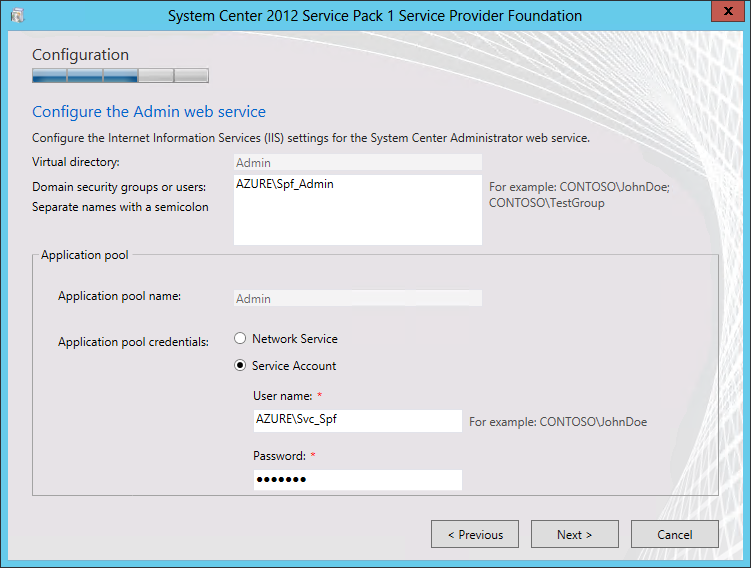 System Center 2012 Service Pack 1 Service Provider Foundation
x
Configuration
Configure the Admin web service
Configure the Internet Information Services (IIS) settings for the System Center Administrator web service.
Virtual directory:
Admin
Domain security groups or users:
Separate names with a semicolon
AZURE\Spf_Admin
For example: CONTOSO\JohnDoe;
CONTOSO\TestGroup
Application pool
Application pool name:
Admin
Application pool credentials:
Network Service
Service Account
User name: *
AZURE\Svc_Spf
For example: CONTOSO\JohnDoe
Password: *
●●●●●●●
< Previous
Next >
Cancel